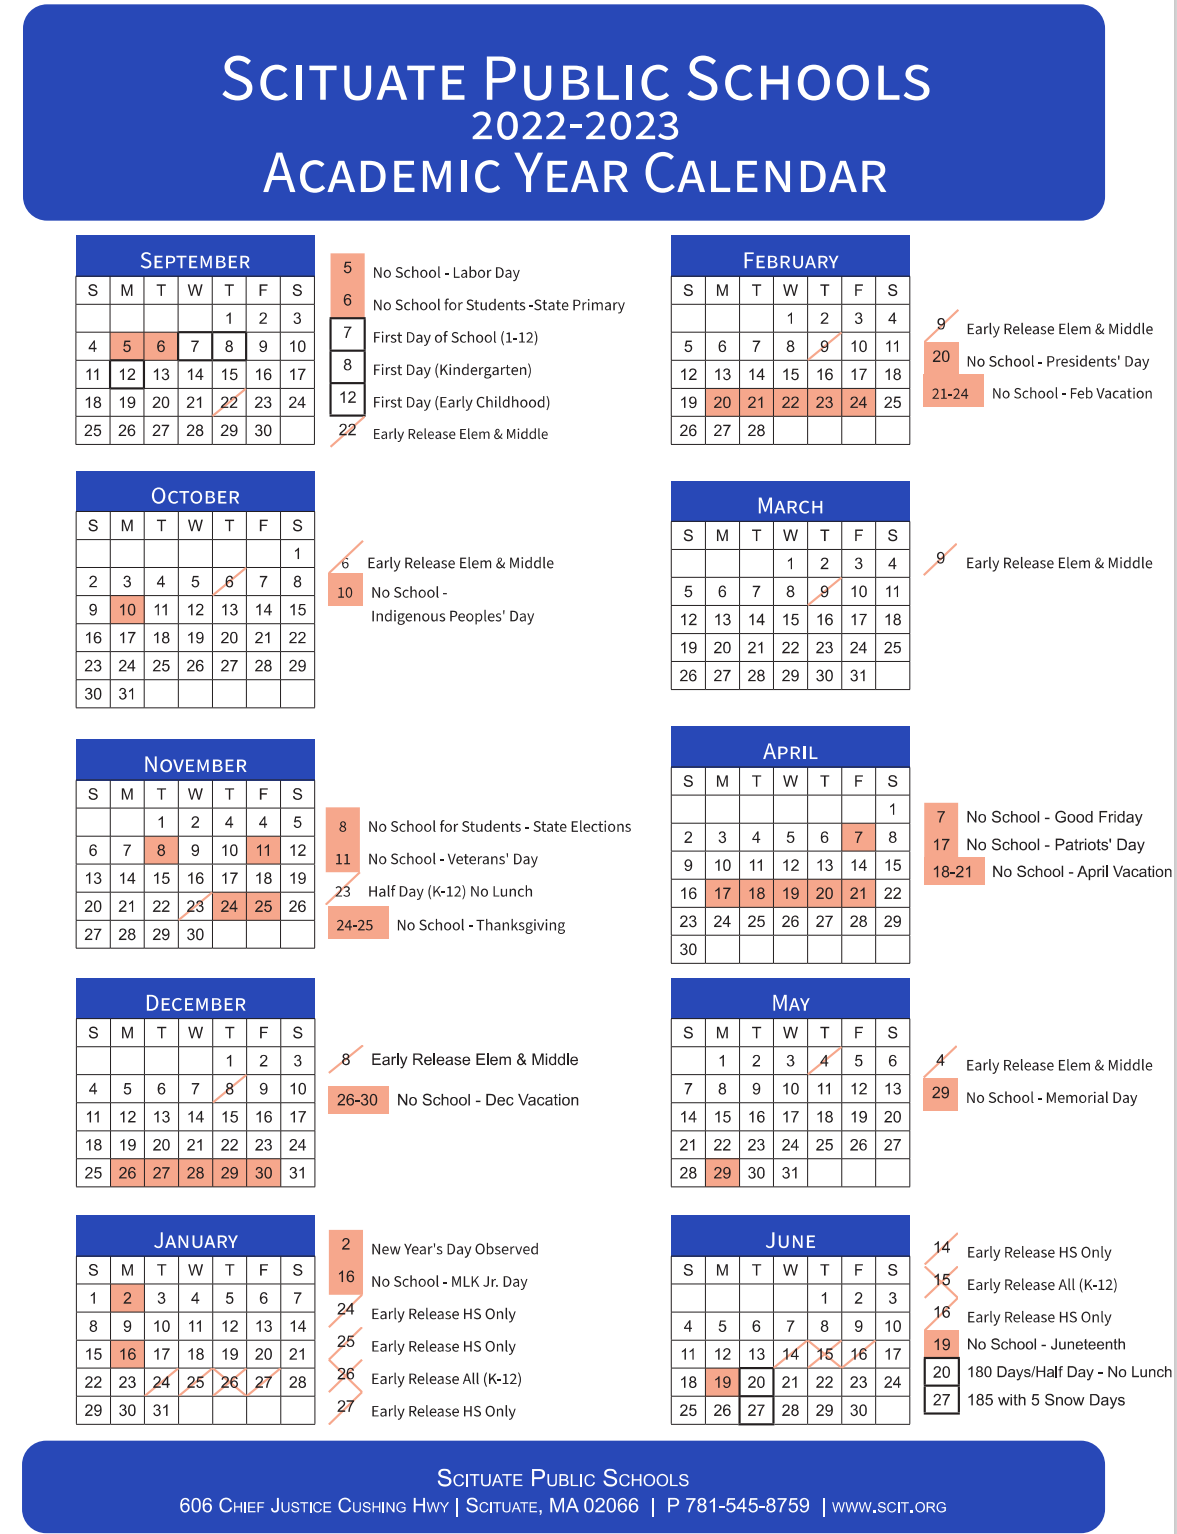 Scituate Public Schools
2022-2023
Academic Year Calendar
September
S M T W T F S
1 2 3
4 5 6 7 8 9 10
11 12 13 14 15 16 17
18 19 20 21 22 23 24
25 26 27 28 29 30
5 No School - Labor Day
6 No School for Students -State Primary
7 First Day of School (1-12)
8 First Day (Kindergarten)
12 First Day (Early Childhood)
22 Early Release Elem & Middle
October
S M T W T F S
1
2 3 4 5 6 7 8
9 10 11 12 13 14 15
16 17 18 19 20 21 22
23 24 25 26 27 28 29
30 31
6 Early Release Elem & Middle
10 No School -
Indigenous Peoples' Day
November
S M T W T F S
1 2 4 4 5
6 7 8 9 10 11 12
13 14 15 16 17 18 19
20 21 22 23 24 25 26
27 28 29 30
8 No School for Students - State Elections
11 No School - Veterans' Day
23 Half Day (K-12) No Lunch
24-25 No School - Thanksgiving
December
S M T W T F S
1 2 3
4 5 6 7 8 9 10
11 12 13 14 15 16 17
18 19 20 21 22 23 24
25 26 27 28 29 30 31
8 Early Release Elem & Middle
26-30 No School - Dec Vacation
January
S M T W T F S
1 2 3 4 5 6 7
8 9 10 11 12 13 14
15 16 17 18 19 20 21
22 23 24 25 26 27 28
29 30 31
2 New Year's Day Observed
16 No School - MLK Jr. Day
24 Early Release HS Only
25 Early Release HS Only
26 Early Release All (K-12)
27 Early Release HS Only
February
S M T W T F S
1 2 3 4
5 6 7 8 9 10 11
12 13 14 15 16 17 18
19 20 21 22 23 24 25
26 27 28
9 Early Release Elem & Middle
20 No School - Presidents' Day
21-24 No School - Feb Vacation
March
S M T W T F S
1 2 3 4
5 6 7 8 9 10 11
12 13 14 15 16 17 18
19 20 21 22 23 24 25
26 27 28 29 30 31
9 Early Release Elem & Middle
April
S M T W T F S
1
2 3 4 5 6 7 8
9 10 11 12 13 14 15
16 17 18 19 20 21 22
23 24 25 26 27 28 29
30
7 No School - Good Friday
17 No School - Patriots' Day
18-21 No School - April Vacation
May
S M T W T F S
1 2 3 4 5 6
7 8 9 10 11 12 13
14 15 16 17 18 19 20
21 22 23 24 25 26 27
28 29 30 31
4 Early Release Elem & Middle
29 No School - Memorial Day
June
S M T W T F S
1 2 3
4 5 6 7 8 9 10
11 12 13 14 15 16 17
18 19 20 21 22 23 24
25 26 27 28 29 30
14 Early Release HS Only
15 Early Release All (K-12)
16 Early Release HS Only
19 No School - Juneteenth
20 180 Days/Half Day - No Lunch
27 185 with 5 Snow Days
Scituate Public Schools
606 Chief Justice Cushing Hwy | Scituate, MA 02066 | P 781-545-8759 | www.scit.org